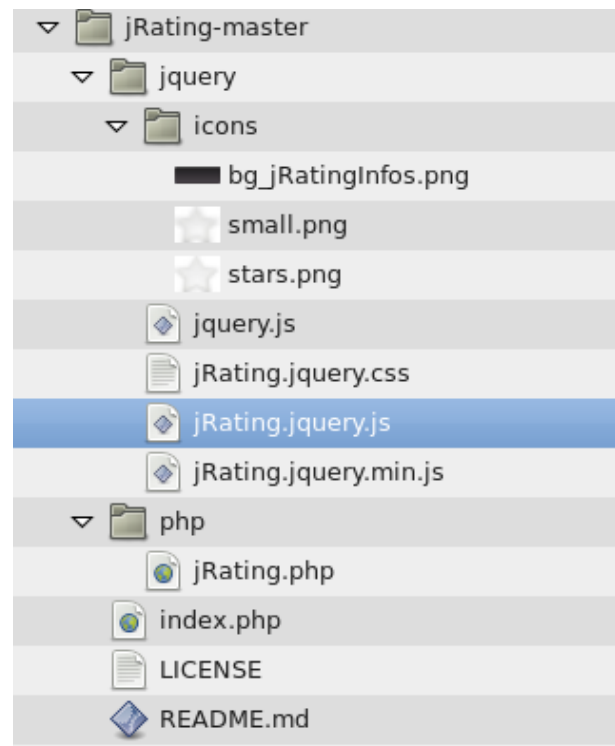 jRating-master
jquery
icons
bg_jRatingInfos.png
small.png
stars.png
jquery.js
jRating.jquery.css
jRating.jquery.js
jRating.jquery.min.js
php
jRating.php
index.php
LICENSE
README.md